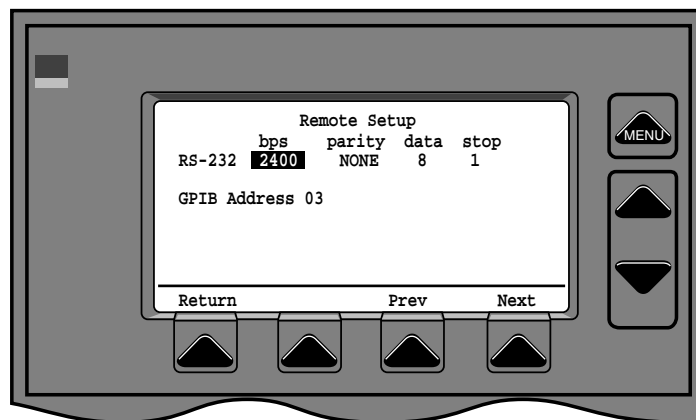 Remote Setup
bps parity data stop
RS-232 2400 NONE 8 1
GPIB Address 03
Return Prev Next
MENU